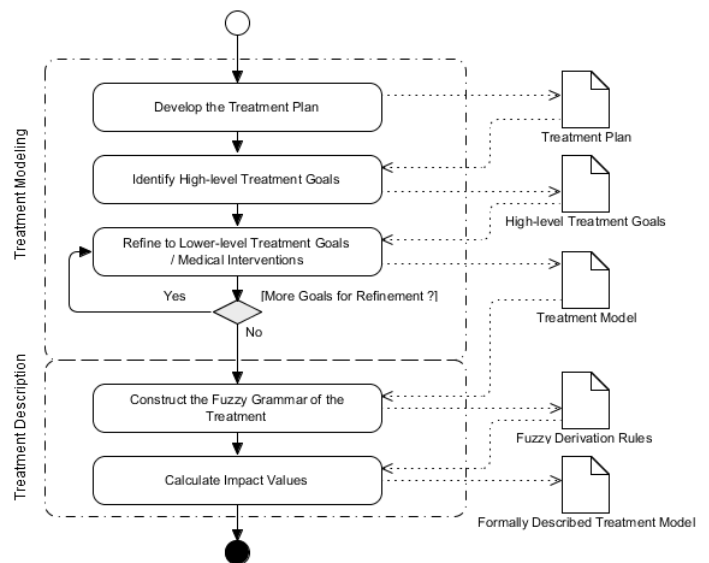 Treatment Modeling
Develop the Treatment Plan
Treatment Plan
Identify High-level Treatment Goals
High-level Treatment Goals
Refine to Lower-level Treatment Goals
/ Medical Interventions
Yes
[More Goals for Refinement ?]
No
Treatment Model
Treatment Description
Construct the Fuzzy Grammar of the
Treatment
Fuzzy Derivation Rules
Calculate Impact Values
Formally Described Treatment Model